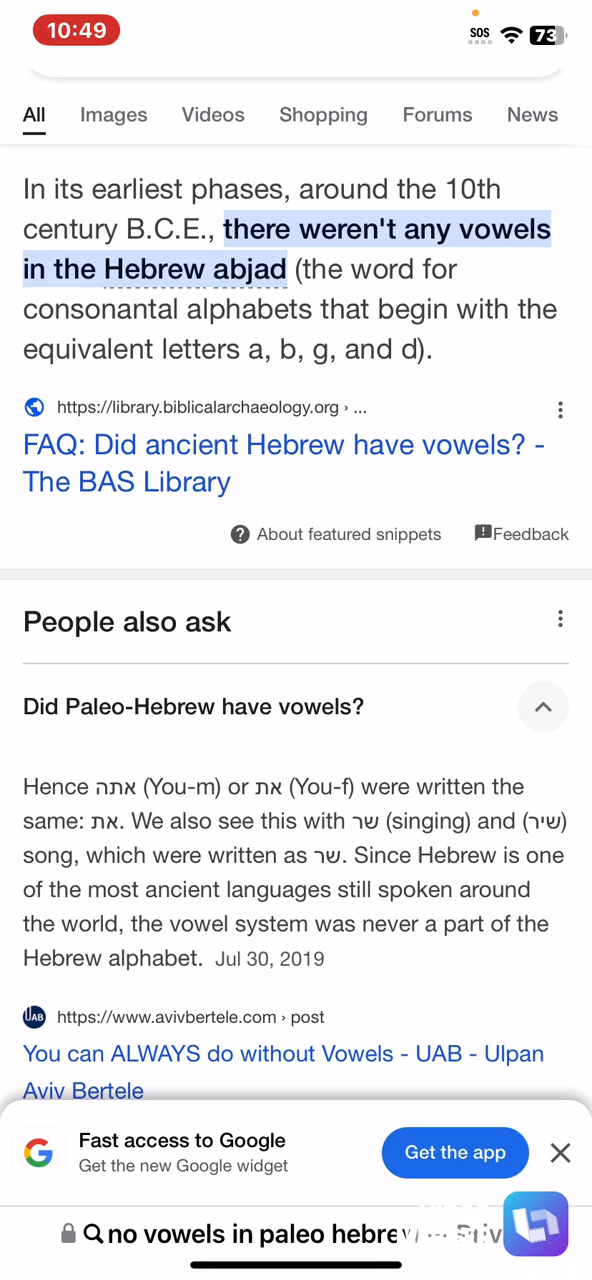 10:49
SOS
73
All Images Videos Shopping Forums News
In its earliest phases, around the 10th
century B.C.E., there weren't any vowels
in the Hebrew abjad (the word for
consonantal alphabets that begin with the
equivalent letters a, b, g, and d).
https://library.biblicalarchaeology.org › ...
FAQ: Did ancient Hebrew have vowels? -
The BAS Library
About featured snippets Feedback
People also ask
Did Paleo-Hebrew have vowels?
Hence אתה (You-m) or את (You-f) were written the
same: את. We also see this with שר (singing) and (שיר)
song, which were written as שר. Since Hebrew is one
of the most ancient languages still spoken around
the world, the vowel system was never a part of the
Hebrew alphabet. Jul 30, 2019
UAB
https://www.avivbertele.com › post
You can ALWAYS do without Vowels - UAB - Ulpan
Aviv Bertele
Fast access to Google
Get the new Google widget
Get the app
no vowels in paleo hebrew